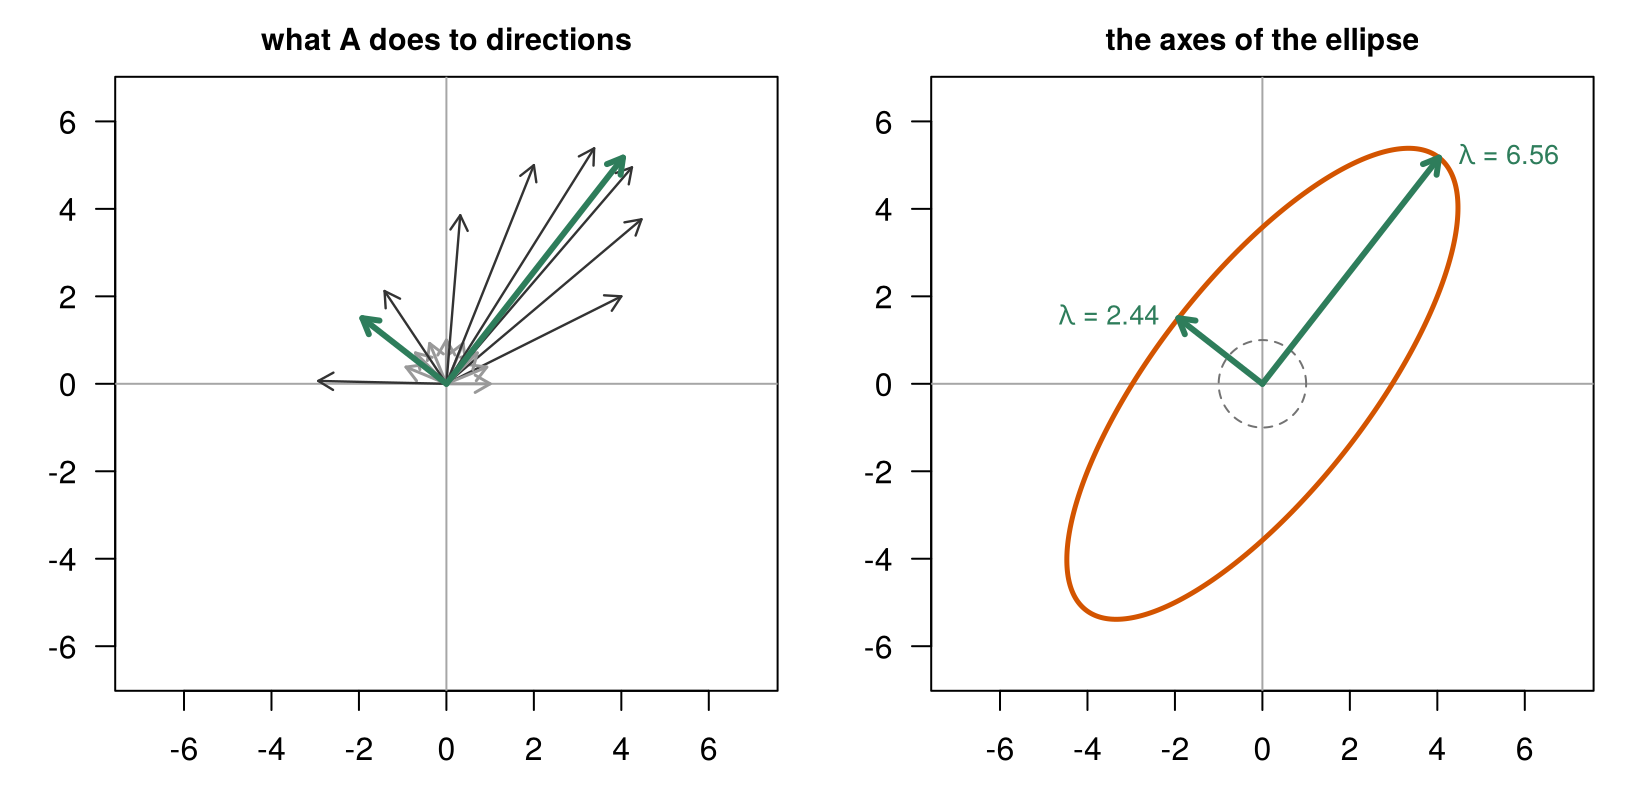 what A does to directions
6
4
2
0
-2
-4
-6
-6 -4 -2 0 2 4 6
the axes of the ellipse
λ = 6.56
λ = 2.44
6
4
2
0
-2
-4
-6
-6 -4 -2 0 2 4 6